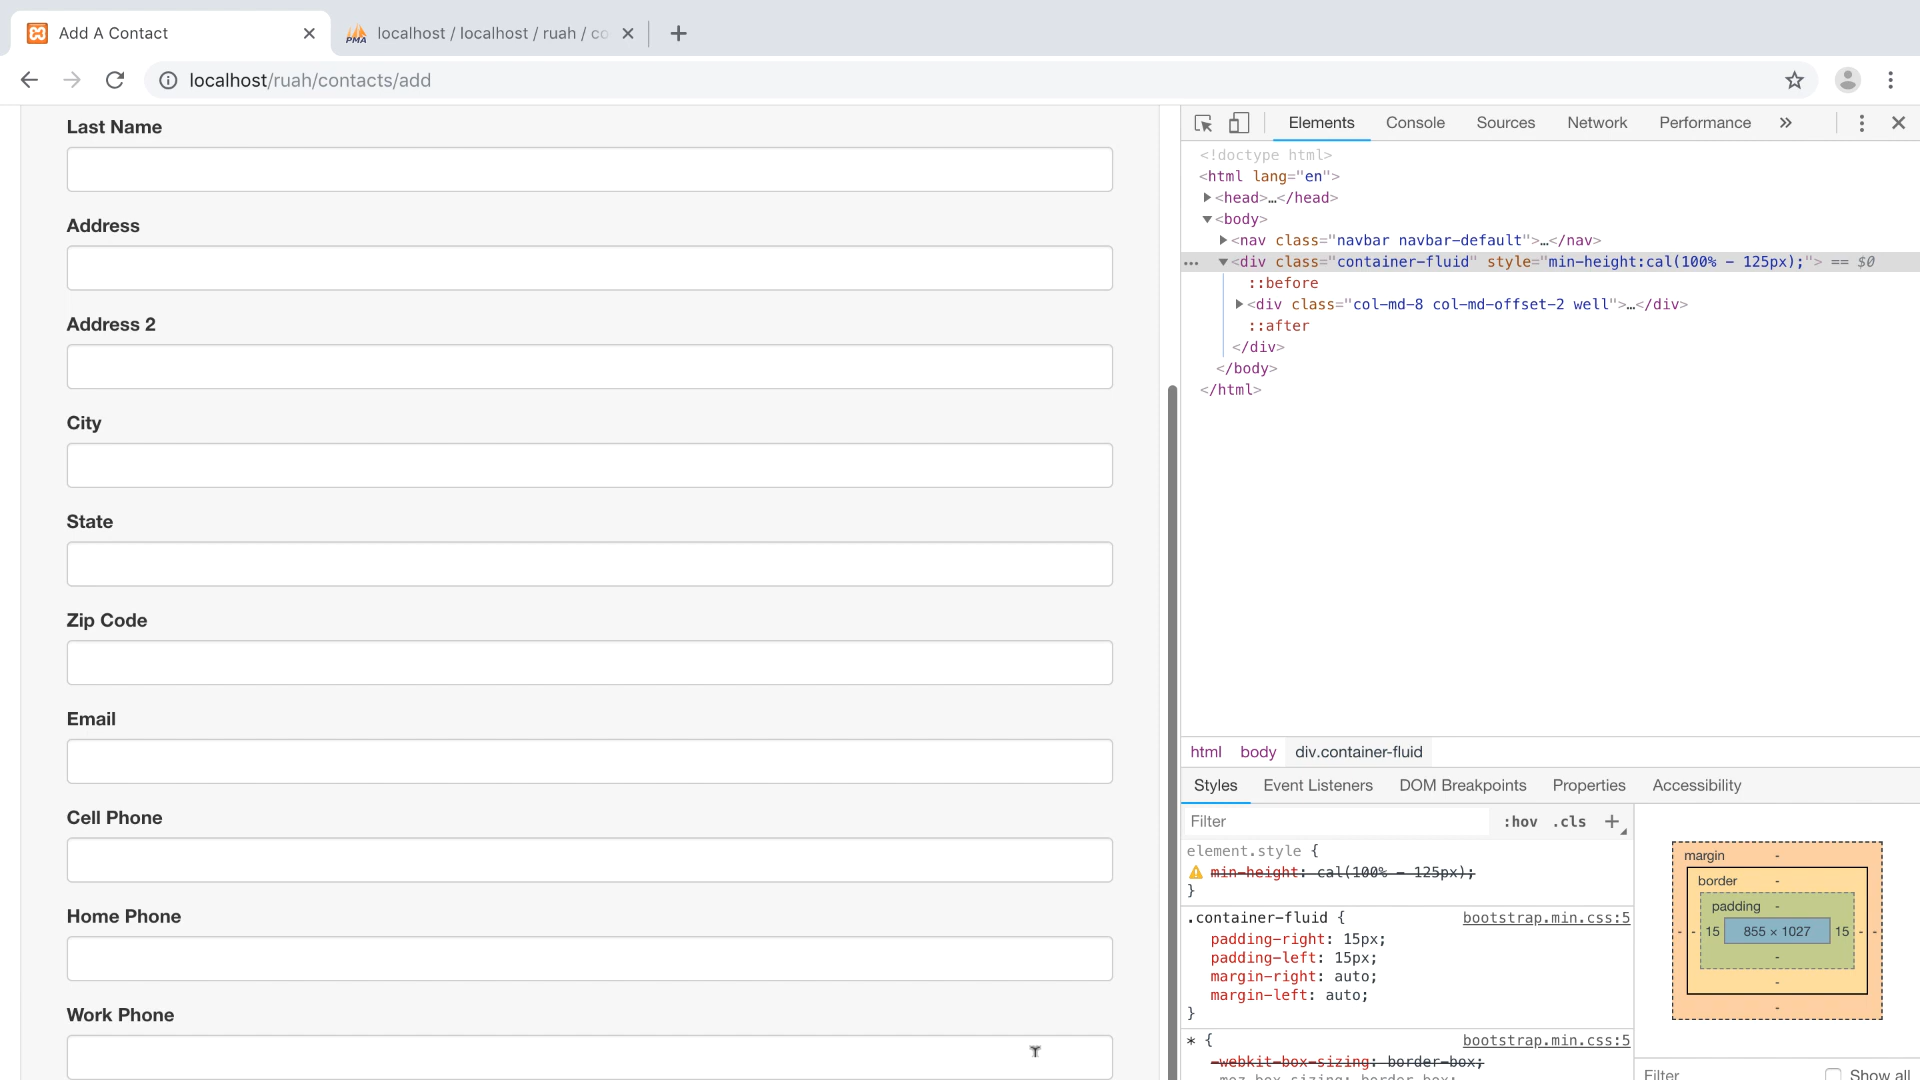 Add A Contact
localhost / localhost / ruah / co
localhost/ruah/contacts/add
Last Name
Address
Address 2
City
State
Zip Code
Email
Cell Phone
Home Phone
Work Phone
Elements Console Sources Network Performance »
<!doctype html>
<html lang="en">
<head>…</head>
<body>
<nav class="navbar navbar-default">…</nav>
… <div class="container-fluid" style="min-height:cal(100% - 125px);"> == $0
::before
<div class="col-md-8 col-md-offset-2 well">…</div>
::after
</div>
</body>
</html>
html body div.container-fluid
Styles Event Listeners DOM Breakpoints Properties Accessibility
Filter :hov .cls +
element.style {
min-height: cal(100% - 125px);
}
.container-fluid { bootstrap.min.css:5
padding-right: 15px;
padding-left: 15px;
margin-right: auto;
margin-left: auto;
}
* { bootstrap.min.css:5
-webkit-box-sizing: border-box;
-moz-box-sizing: border-box;
margin -
border -
padding -
- - 15 855 × 1027 15 - -
-
-
-
Filter Show all